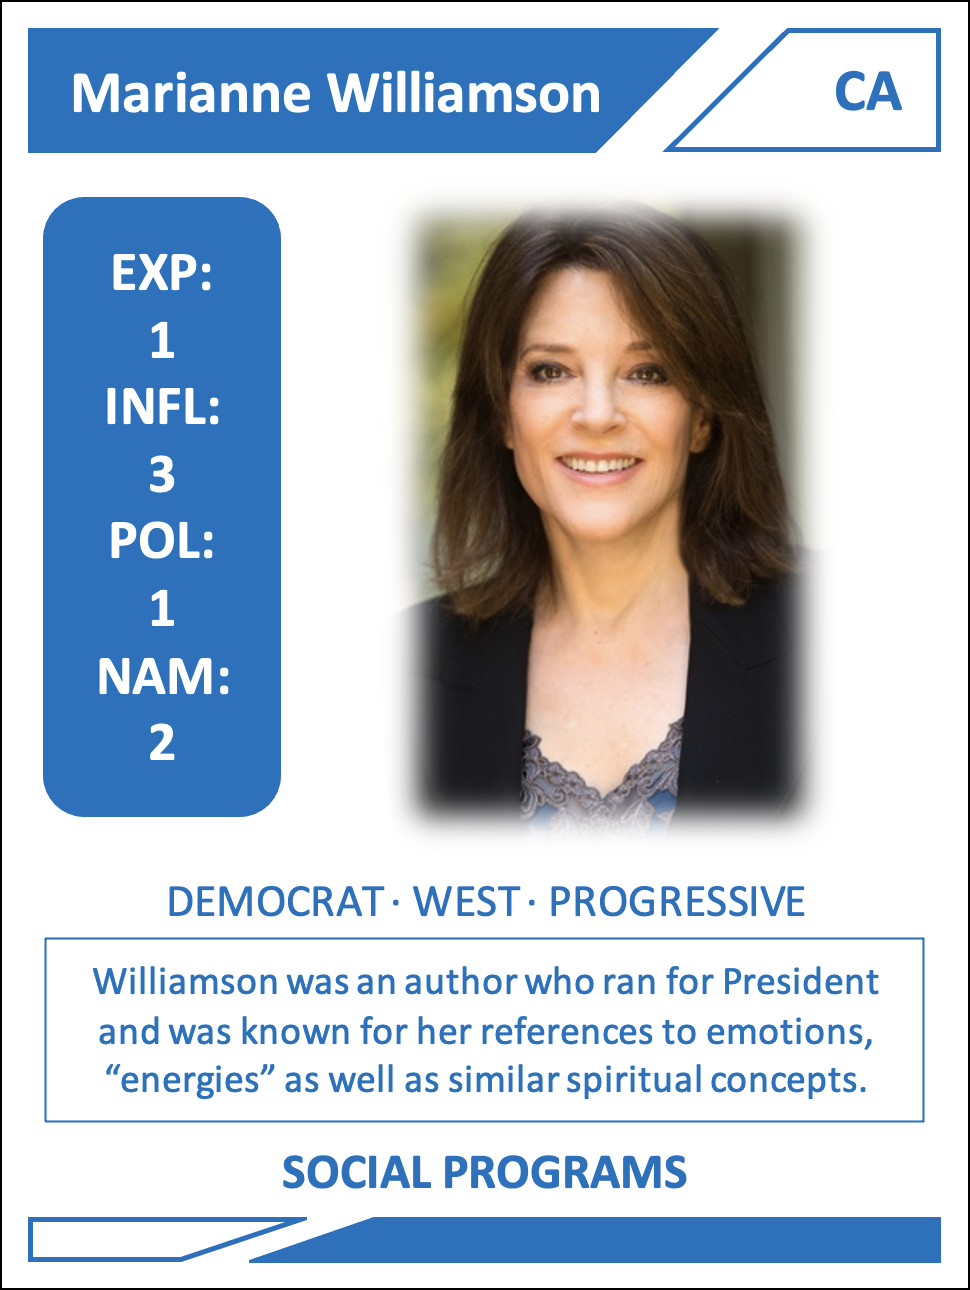 Marianne Williamson
CA
EXP:
1
INFL:
3
POL:
1
NAM:
2
DEMOCRAT · WEST · PROGRESSIVE
Williamson was an author who ran for President
and was known for her references to emotions,
“energies” as well as similar spiritual concepts.
SOCIAL PROGRAMS